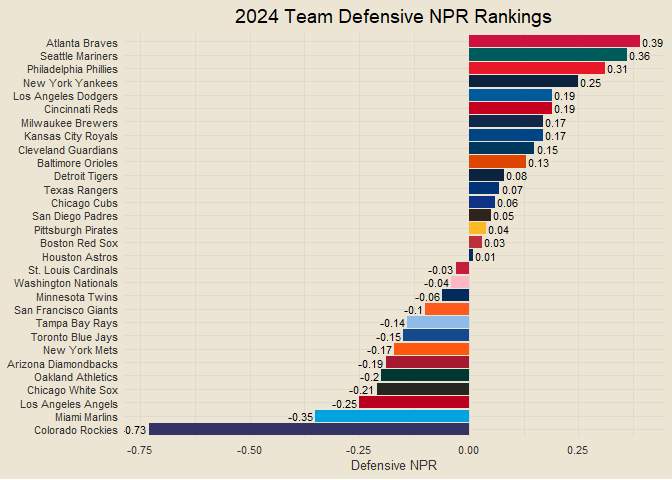 2024 Team Defensive NPR Rankings
Atlanta Braves 0.39
Seattle Mariners 0.36
Philadelphia Phillies 0.31
New York Yankees 0.25
Los Angeles Dodgers 0.19
Cincinnati Reds 0.19
Milwaukee Brewers 0.17
Kansas City Royals 0.17
Cleveland Guardians 0.15
Baltimore Orioles 0.13
Detroit Tigers 0.08
Texas Rangers 0.07
Chicago Cubs 0.06
San Diego Padres 0.05
Pittsburgh Pirates 0.04
Boston Red Sox 0.03
Houston Astros 0.01
St. Louis Cardinals -0.03
Washington Nationals -0.04
Minnesota Twins -0.06
San Francisco Giants -0.1
Tampa Bay Rays -0.14
Toronto Blue Jays -0.15
New York Mets -0.17
Arizona Diamondbacks -0.19
Oakland Athletics -0.2
Chicago White Sox -0.21
Los Angeles Angels -0.25
Miami Marlins -0.35
Colorado Rockies -0.73
-0.75 -0.50 -0.25 0.00 0.25
Defensive NPR